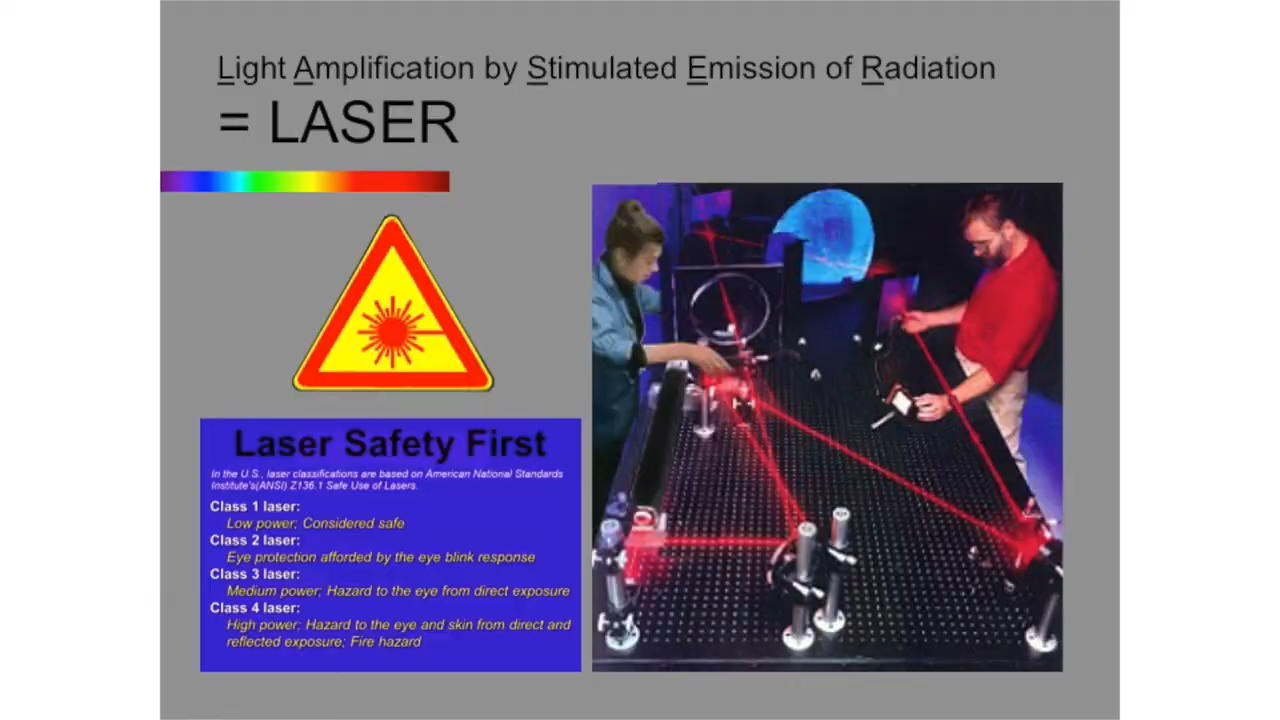 Light Amplification by Stimulated Emission of Radiation
= LASER
Laser Safety First
In the U.S., laser classifications are based on American National Standards
Institute's(ANSI) Z136.1 Safe Use of Lasers.
Class 1 laser:
Low power; Considered safe
Class 2 laser:
Eye protection afforded by the eye blink response
Class 3 laser:
Medium power; Hazard to the eye from direct exposure
Class 4 laser:
High power; Hazard to the eye and skin from direct and
reflected exposure; Fire hazard